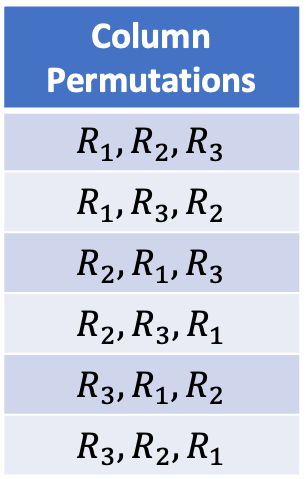 Column
Permutations
R₁, R₂, R₃
R₁, R₃, R₂
R₂, R₁, R₃
R₂, R₃, R₁
R₃, R₁, R₂
R₃, R₂, R₁